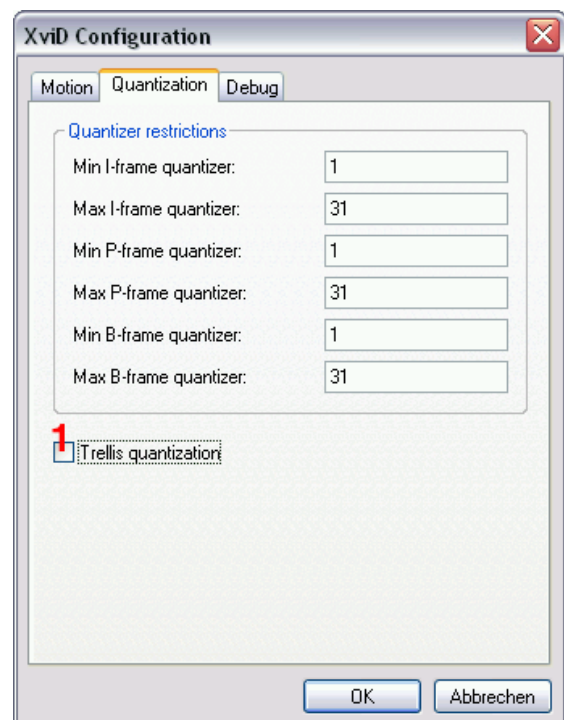 XviD Configuration
Motion Quantization Debug
Quantizer restrictions
Min I-frame quantizer: 1
Max I-frame quantizer: 31
Min P-frame quantizer: 1
Max P-frame quantizer: 31
Min B-frame quantizer: 1
Max B-frame quantizer: 31
1
Trellis quantization
OK Abbrechen